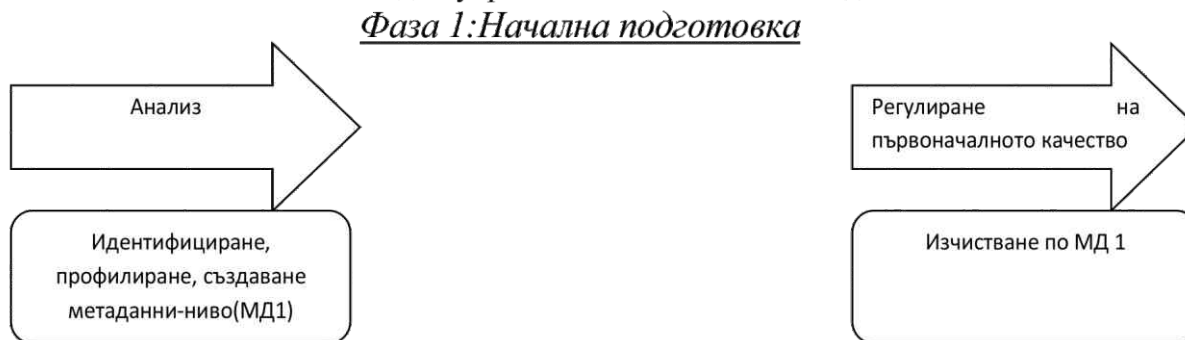 Фаза 1:Начална подготовка
Анализ
Регулиране на
първоначалното качество
Идентифициране,
профилиране, създаване
метаданни-ниво(МД1)
Изчистване по МД 1